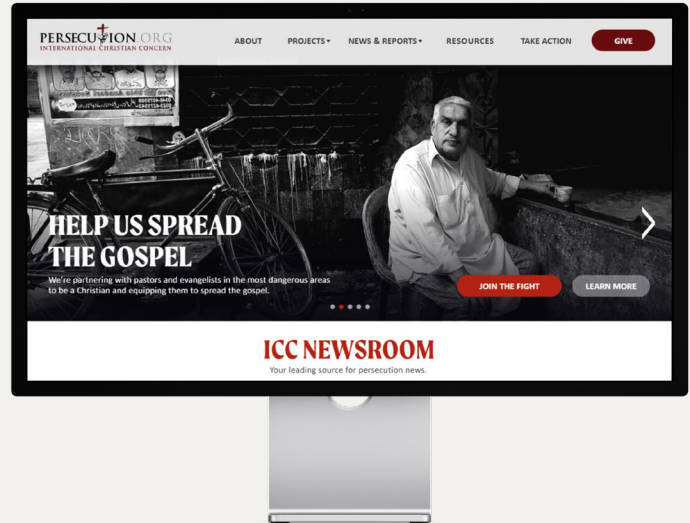 PERSECUTION.ORG
INTERNATIONAL CHRISTIAN CONCERN
ABOUT
PROJECTS
NEWS & REPORTS
RESOURCES
TAKE ACTION
GIVE
HELP US SPREAD
THE GOSPEL
We're partnering with pastors and evangelists in the most dangerous areas
to be a Christian and equipping them to spread the gospel.
JOIN THE FIGHT
LEARN MORE
ICC NEWSROOM
Your leading source for persecution news.